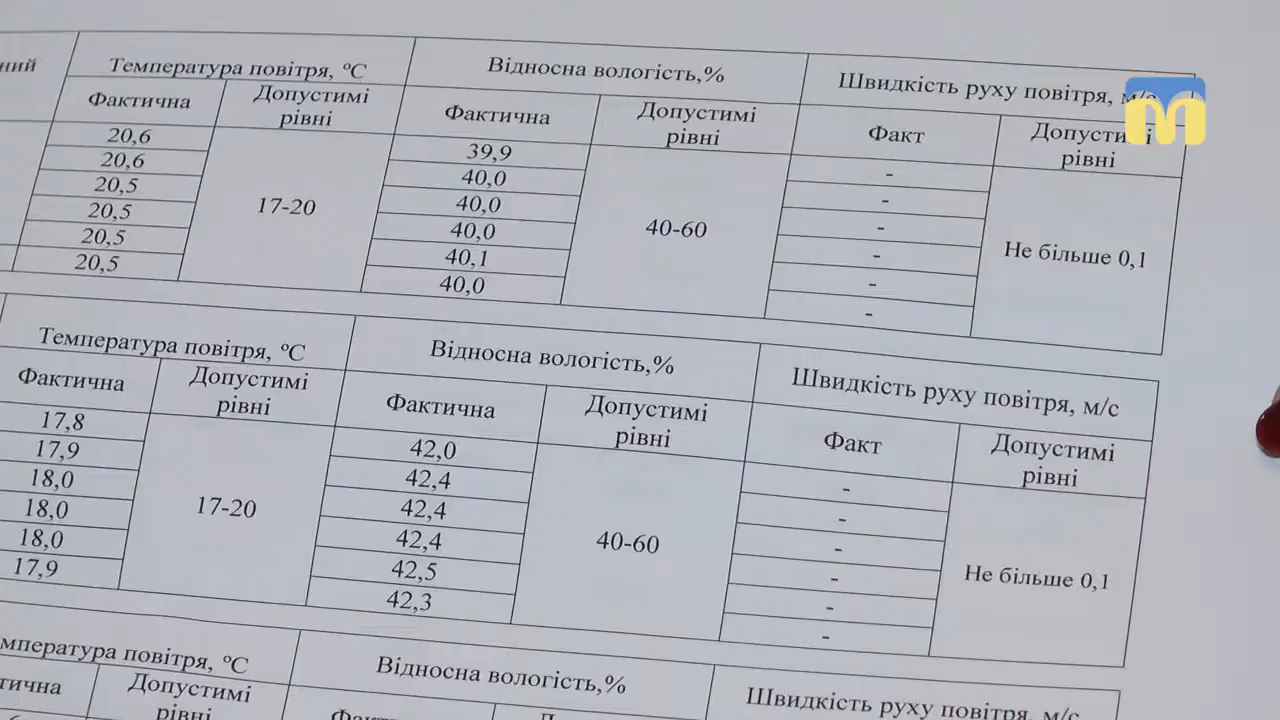 ний
Температура повітря, °С
Відносна вологість,%
Швидкість руху повітря, м/с
Фактична
Допустимі
рівні
Фактична
Допустимі
рівні
Факт
Допустимі
рівні
20,6
20,6
20,5
20,5
20,5
20,5
17-20
39,9
40,0
40,0
40,0
40,1
40,0
40-60
-
-
-
-
-
-
Не більше 0,1
Температура повітря, °С
Відносна вологість,%
Швидкість руху повітря, м/с
Фактична
Допустимі
рівні
Фактична
Допустимі
рівні
Факт
Допустимі
рівні
17,8
17,9
18,0
18,0
18,0
17,9
17-20
42,0
42,4
42,4
42,4
42,5
42,3
40-60
-
-
-
-
-
-
Не більше 0,1
мпература повітря, °С
Відносна вологість,%
Швидкість руху повітря, м/с
тична
Допустимі
рівні